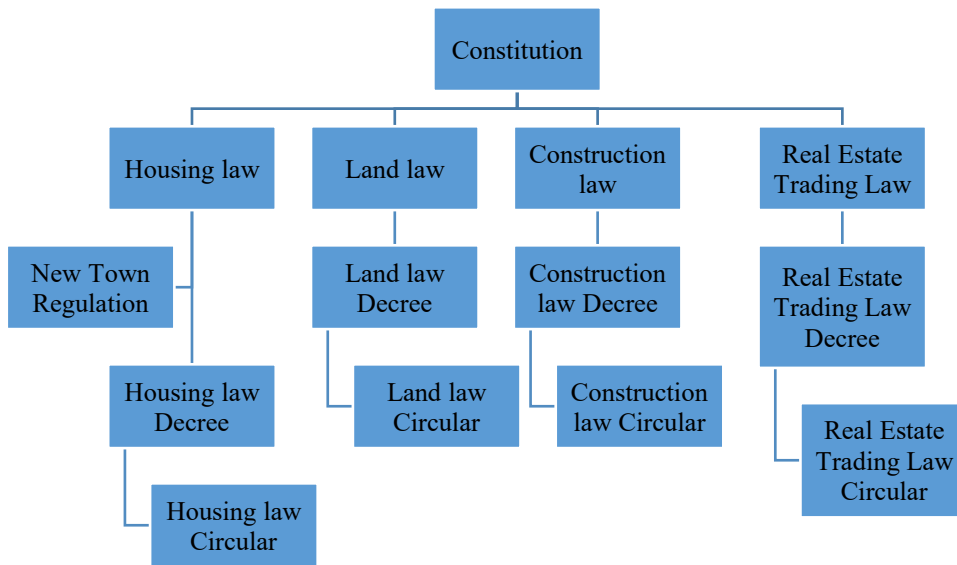 Constitution
Housing law
Land law
Construction
law
Real Estate
Trading Law
New Town
Regulation
Land law
Decree
Construction
law Decree
Real Estate
Trading Law
Decree
Housing law
Decree
Land law
Circular
Construction
law Circular
Real Estate
Trading Law
Circular
Housing law
Circular